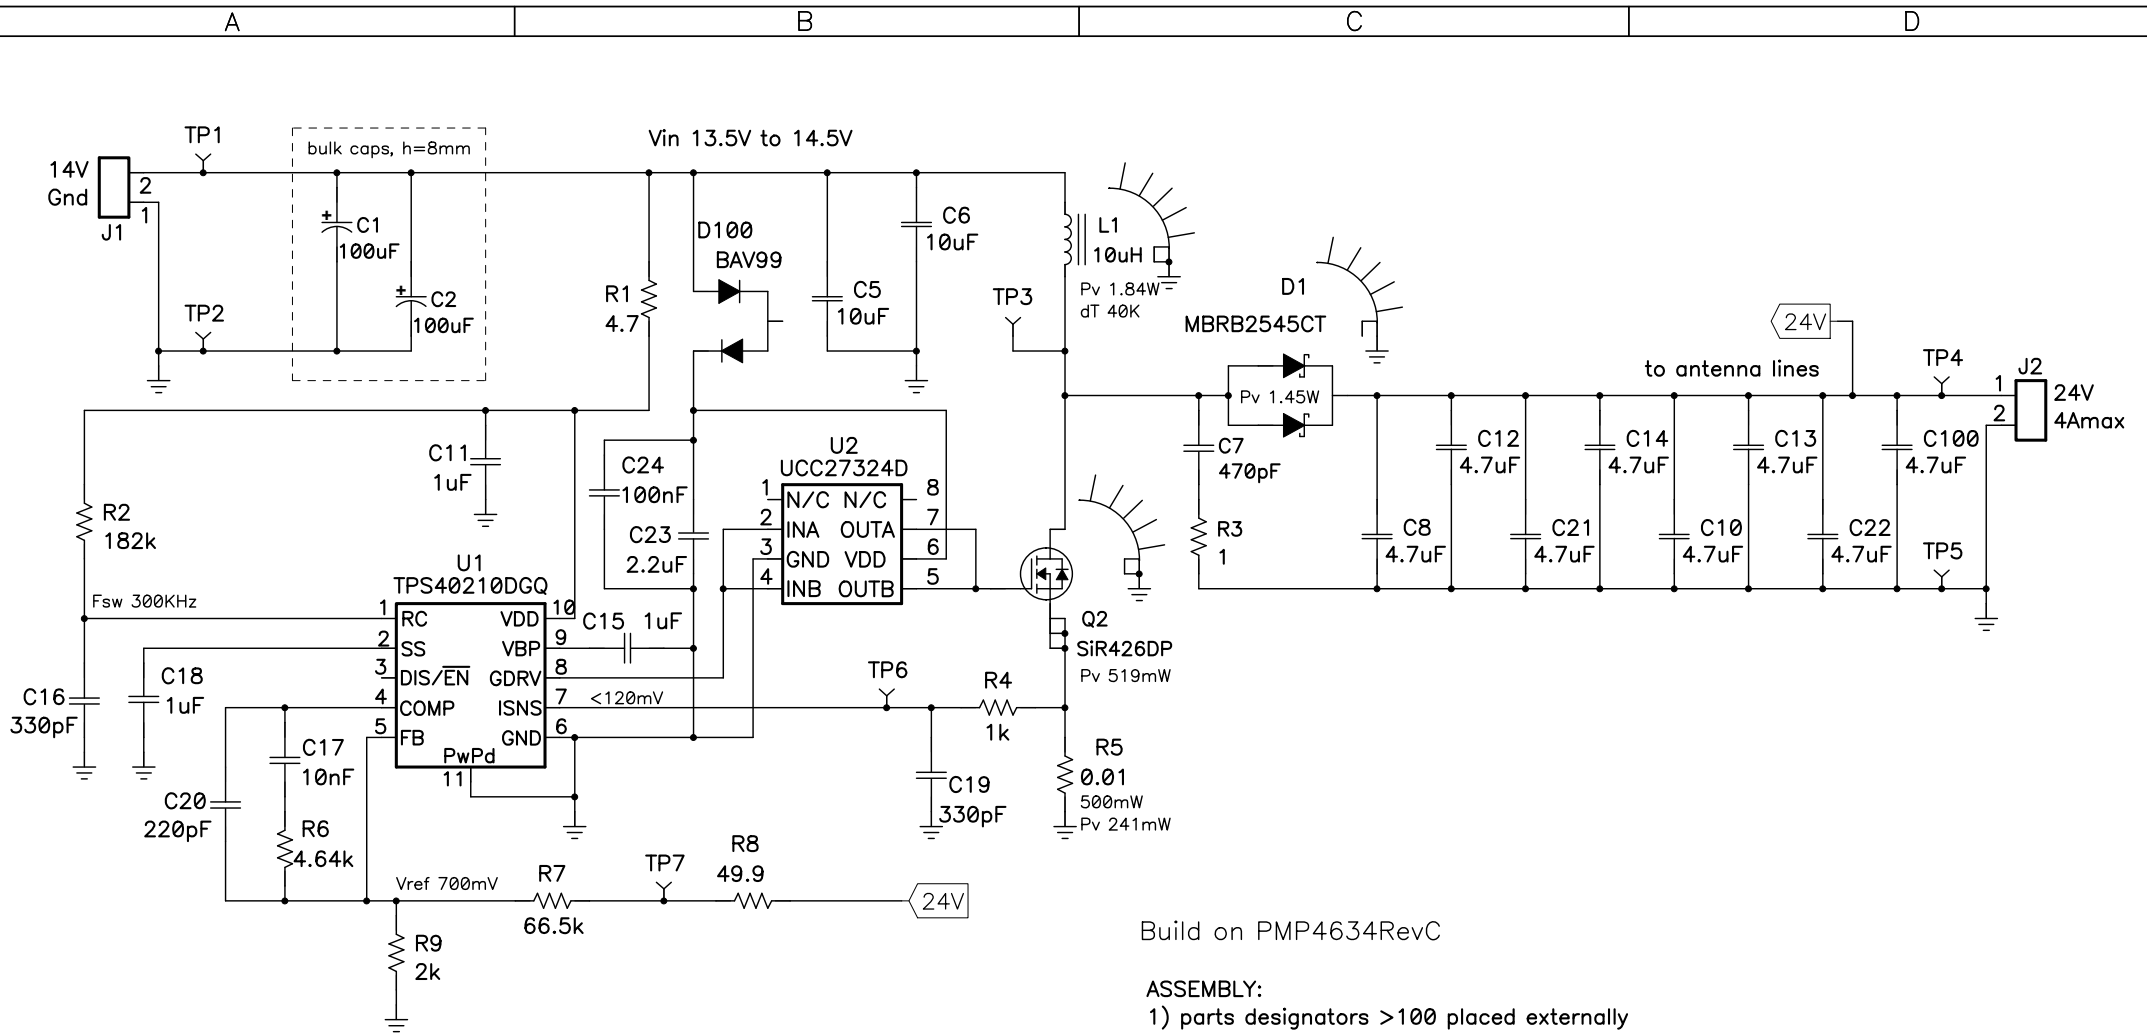 A B C D
TP1
bulk caps, h=8mm
Vin 13.5V to 14.5V
14V
Gnd
2
1
J1
C1
100uF
C2
100uF
TP2
R1
4.7
D100
BAV99
C5
10uF
C6
10uF
L1
10uH
Pv 1.84W
dT 40K
TP3
D1
MBRB2545CT
Pv 1.45W
24V
to antenna lines
TP4
J2
1
2
24V
4Amax
C7
470pF
R3
1
C12
4.7uF
C14
4.7uF
C13
4.7uF
C100
4.7uF
C8
4.7uF
C21
4.7uF
C10
4.7uF
C22
4.7uF
TP5
C11
1uF
C24
100nF
C23
2.2uF
U2
UCC27324D
1 N/C N/C 8
2 INA OUTA 7
3 GND VDD 6
4 INB OUTB 5
R2
182k
Fsw 300KHz
U1
TPS40210DGQ
1 RC VDD 10
2 SS VBP 9
3 DIS/EN GDRV 8
4 COMP ISNS 7
5 FB GND 6
PwPd
11
C15 1uF
<120mV
TP6
R4
1k
Q2
SiR426DP
Pv 519mW
C16
330pF
C18
1uF
C17
10nF
C20
220pF
R6
4.64k
C19
330pF
R5
0.01
500mW
Pv 241mW
Vref 700mV
R7
66.5k
TP7
R8
49.9
24V
R9
2k
Build on PMP4634RevC
ASSEMBLY:
1) parts designators >100 placed externally